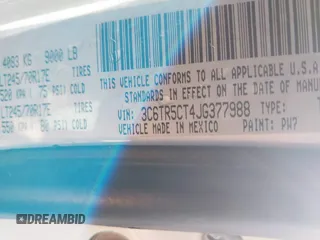 4083 KG 9000 LB
LT245/70R17E TIRES
520 KPA/ 75 PSI COLD
LT245/70R17E TIRES
550 KPA/ 80 PSI COLD
THIS VEHICLE CONFORMS TO ALL APPLICABLE U.S.A
STANDARDS IN EFFECT ON THE DATE OF MANU
VIN: 3C6TR5CT4JG377988 TYPE:
VEHICLE MADE IN MEXICO PAINT: PW7
DREAMBID